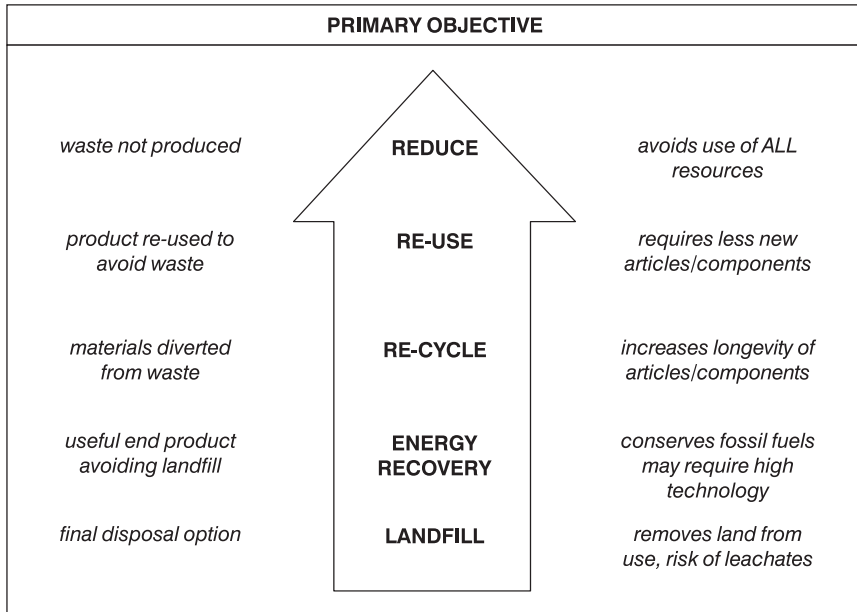 PRIMARY OBJECTIVE
waste not produced
REDUCE
avoids use of ALL
resources
product re-used to
avoid waste
RE-USE
requires less new
articles/components
materials diverted
from waste
RE-CYCLE
increases longevity of
articles/components
useful end product
avoiding landfill
ENERGY
RECOVERY
conserves fossil fuels
may require high
technology
final disposal option
LANDFILL
removes land from
use, risk of leachates